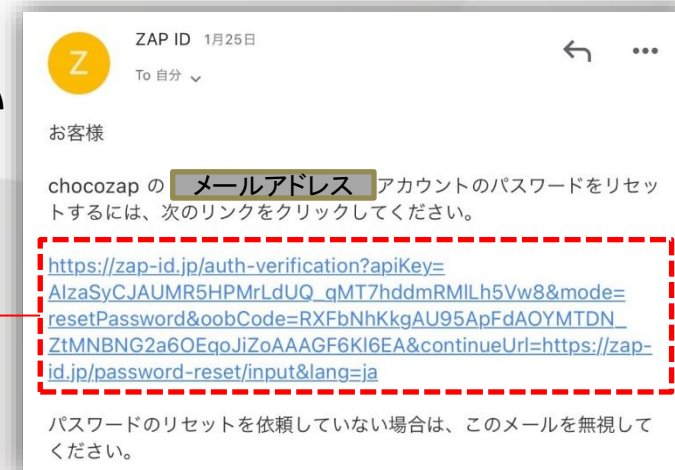 ZAP ID 1月25日
Z
To 自分
お客様
chocozap の メールアドレス アカウントのパスワードをリセッ
トするには、次のリンクをクリックしてください。
https://zap-id.jp/auth-verification?apiKey=
AIzaSyCJAUMR5HPMrLdUQ_qMT7hddmRMlLh5Vw8&mode=
resetPassword&oobCode=RXFbNhKkgAU95ApFdAOYMTDN_
ZtMNBNG2a6OEqoJiZoAAAGF6KI6EA&continueUrl=https://zap-
id.jp/password-reset/input&lang=ja
パスワードのリセットを依頼していない場合は、このメールを無視して
ください。